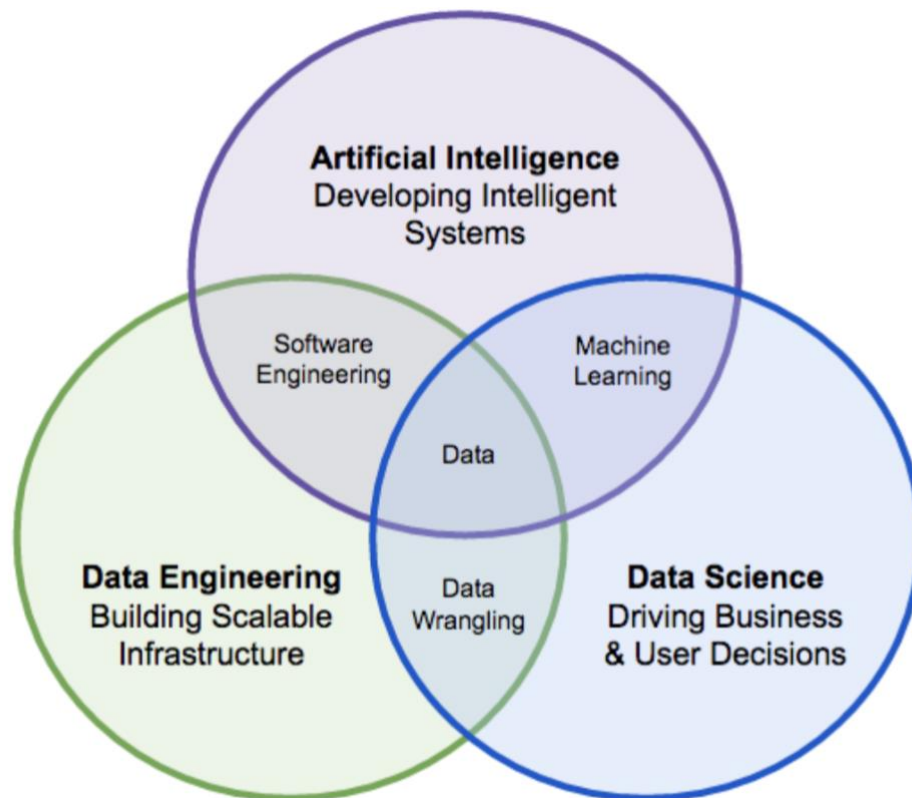 Artificial Intelligence
Developing Intelligent
Systems
Software
Engineering
Machine
Learning
Data
Data Engineering
Building Scalable
Infrastructure
Data
Wrangling
Data Science
Driving Business
& User Decisions